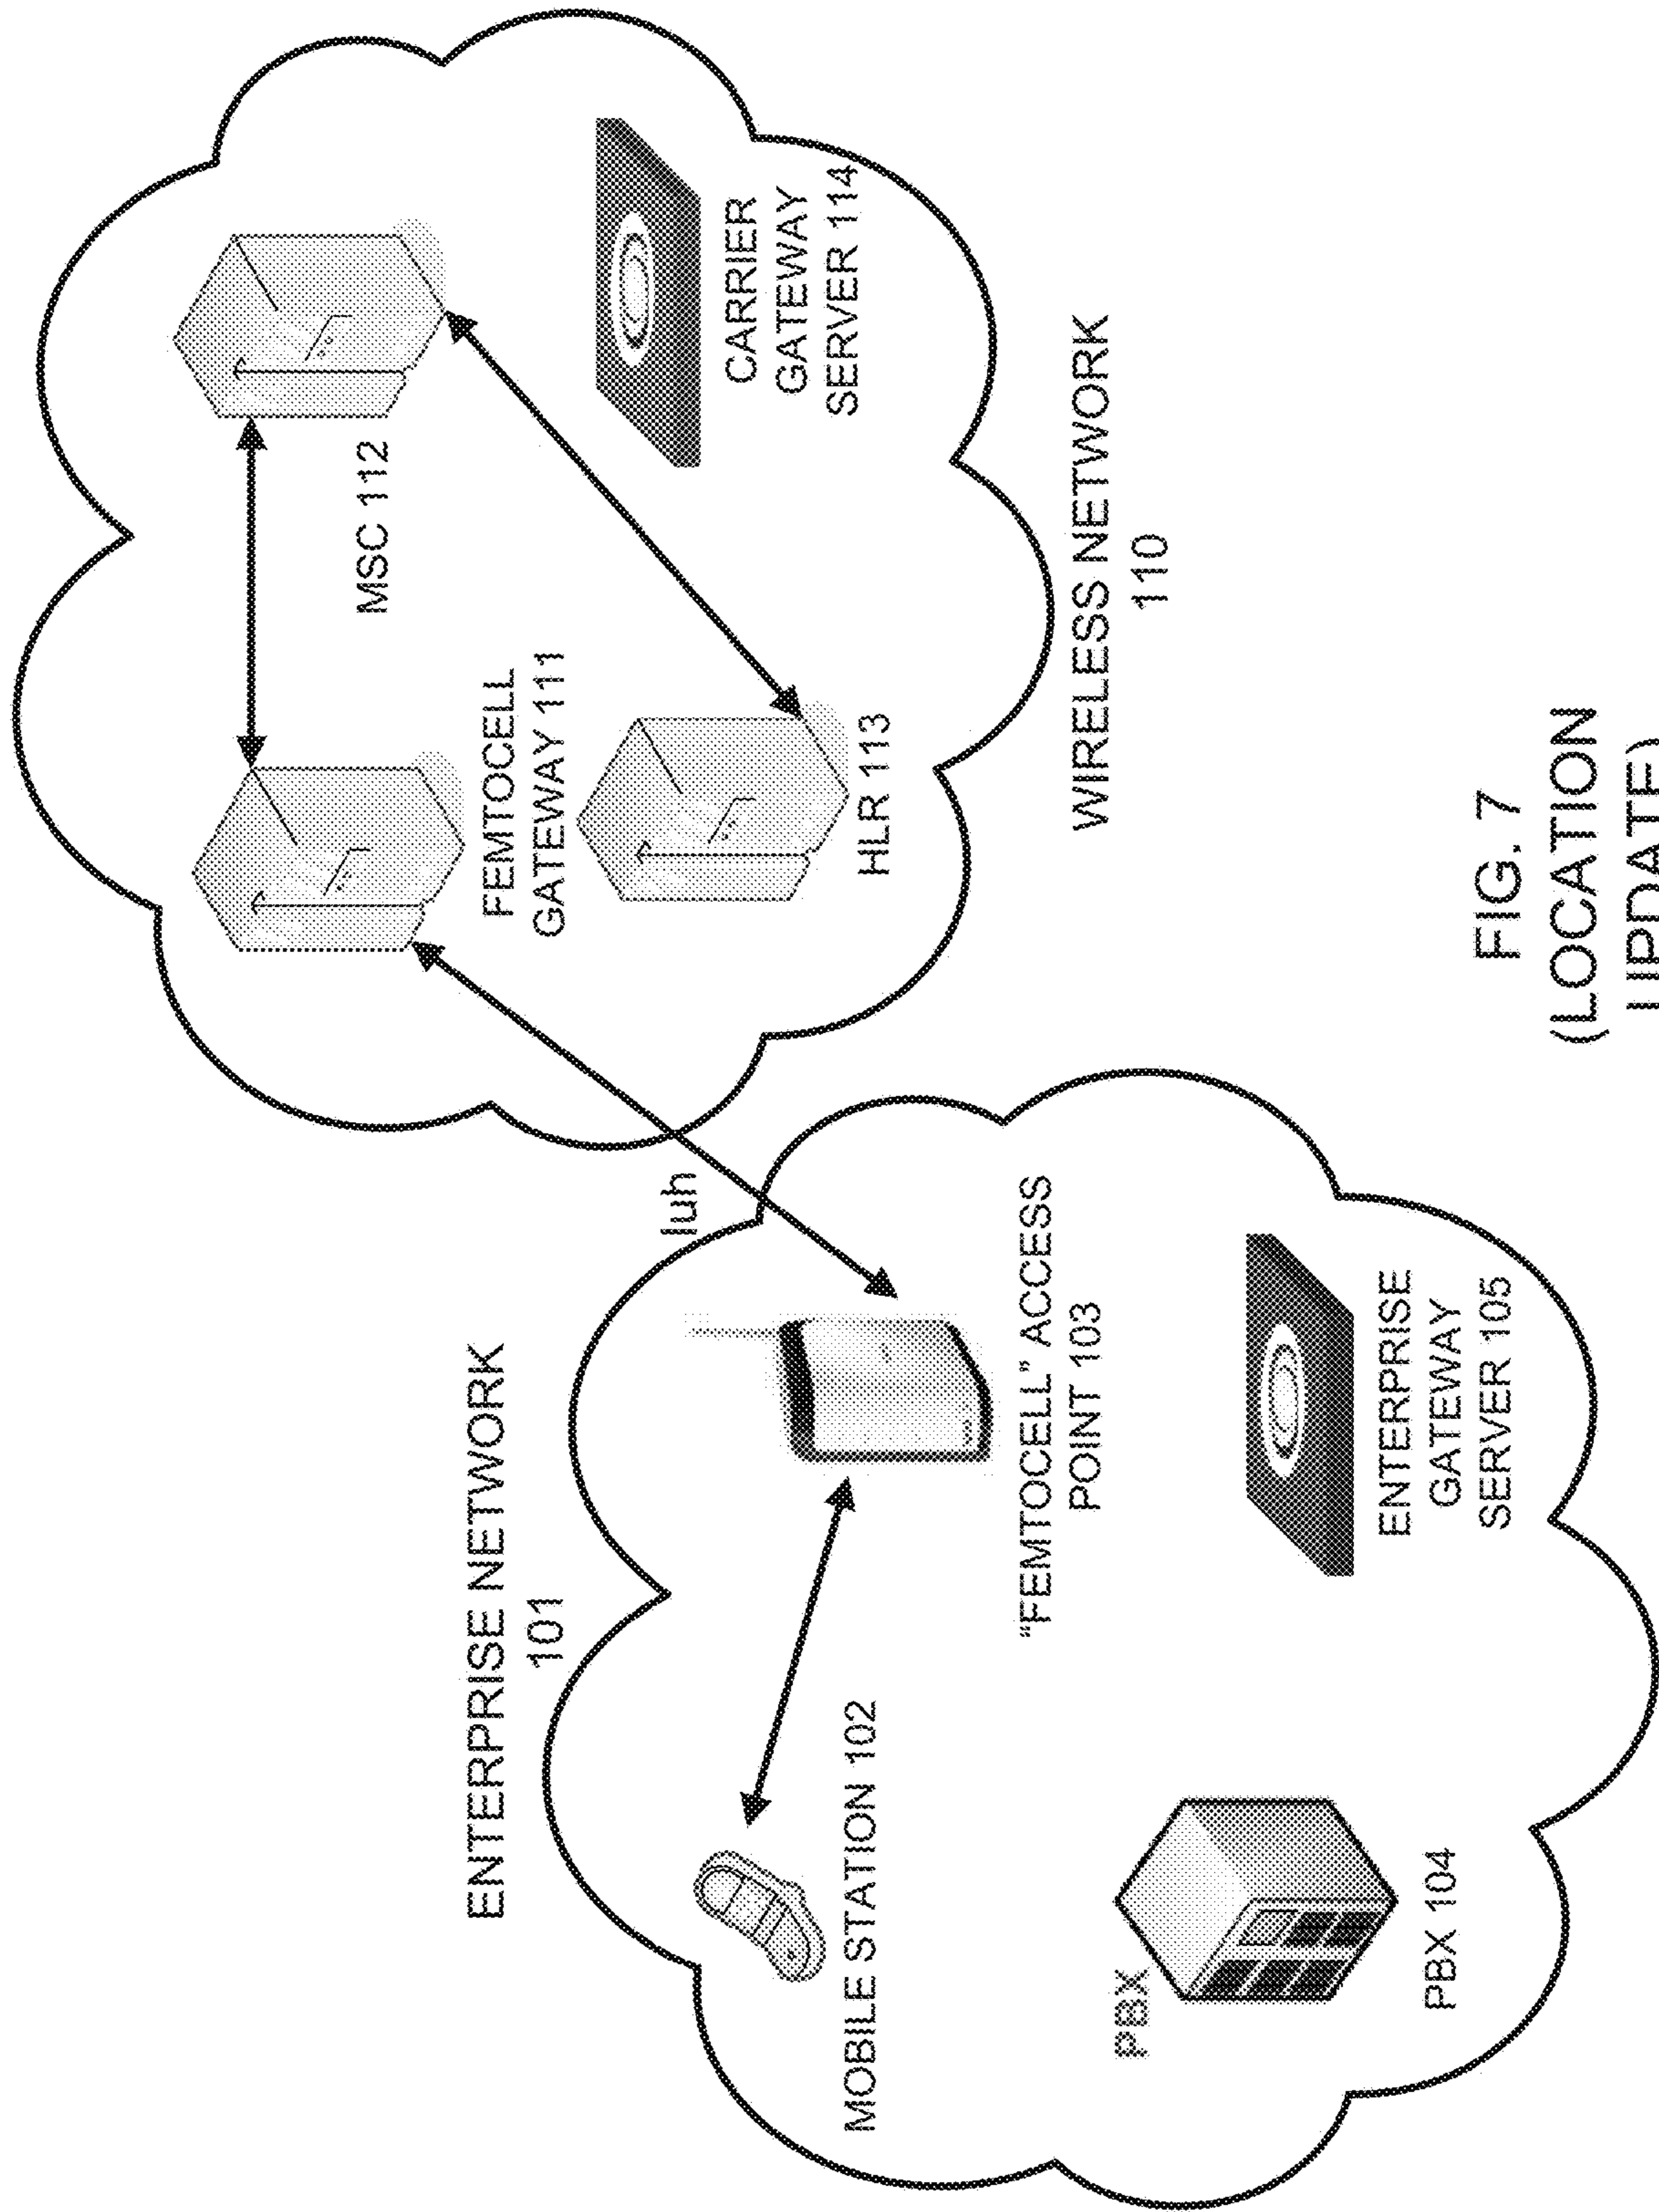 ENTERPRISE NETWORK
101
MOBILE STATION 102
"FEMTOCELL" ACCESS
POINT 103
PBX
PBX 104
ENTERPRISE
GATEWAY
SERVER 105
Iuh
FEMTOCELL
GATEWAY 111
MSC 112
HLR 113
CARRIER
GATEWAY
SERVER 114
WIRELESS NETWORK
110
FIG. 7
(LOCATION
UPDATE)